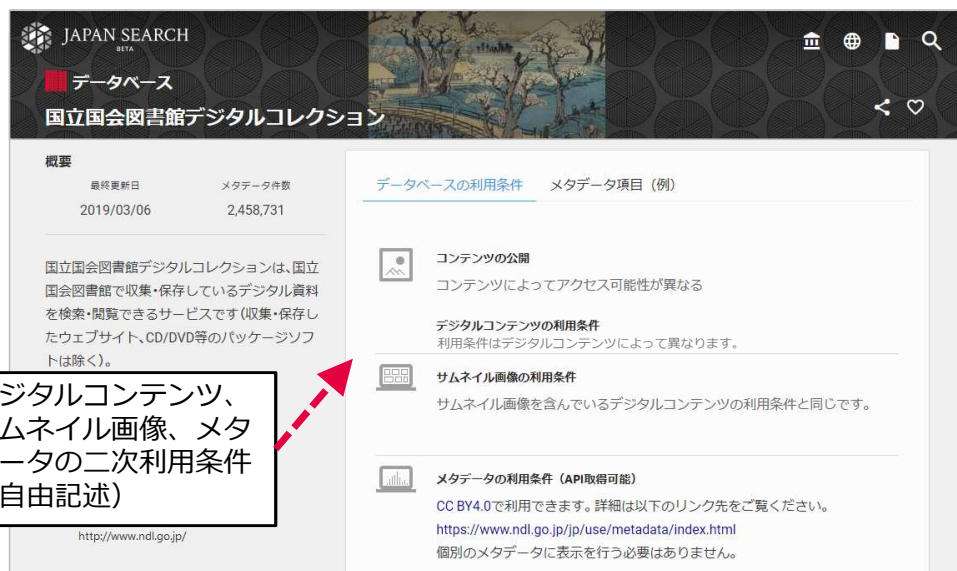 JAPAN SEARCH
BETA
データベース
国立国会図書館デジタルコレクション
概要
最終更新日
メタデータ件数
2019/03/06
2,458,731
国立国会図書館デジタルコレクションは、国立
国会図書館で収集・保存しているデジタル資料
を検索・閲覧できるサービスです(収集・保存し
たウェブサイト、CD/DVD等のパッケージソフ
トは除く)。
ジタルコンテンツ、
ムネイル画像、メタ
ータの二次利用条件
自由記述）
http://www.ndl.go.jp/
データベースの利用条件
メタデータ項目（例）
コンテンツの公開
コンテンツによってアクセス可能性が異なる
デジタルコンテンツの利用条件
利用条件はデジタルコンテンツによって異なります。
サムネイル画像の利用条件
サムネイル画像を含んでいるデジタルコンテンツの利用条件と同じです。
メタデータの利用条件（API取得可能）
CC BY4.0で利用できます。詳細は以下のリンク先をご覧ください。
https://www.ndl.go.jp/jp/use/metadata/index.html
個別のメタデータに表示を行う必要はありません。